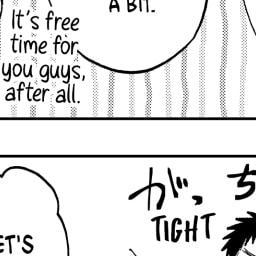 A BIT.
It's free
time for
you guys,
after all.
がっ
ち
TIGHT
ET'S